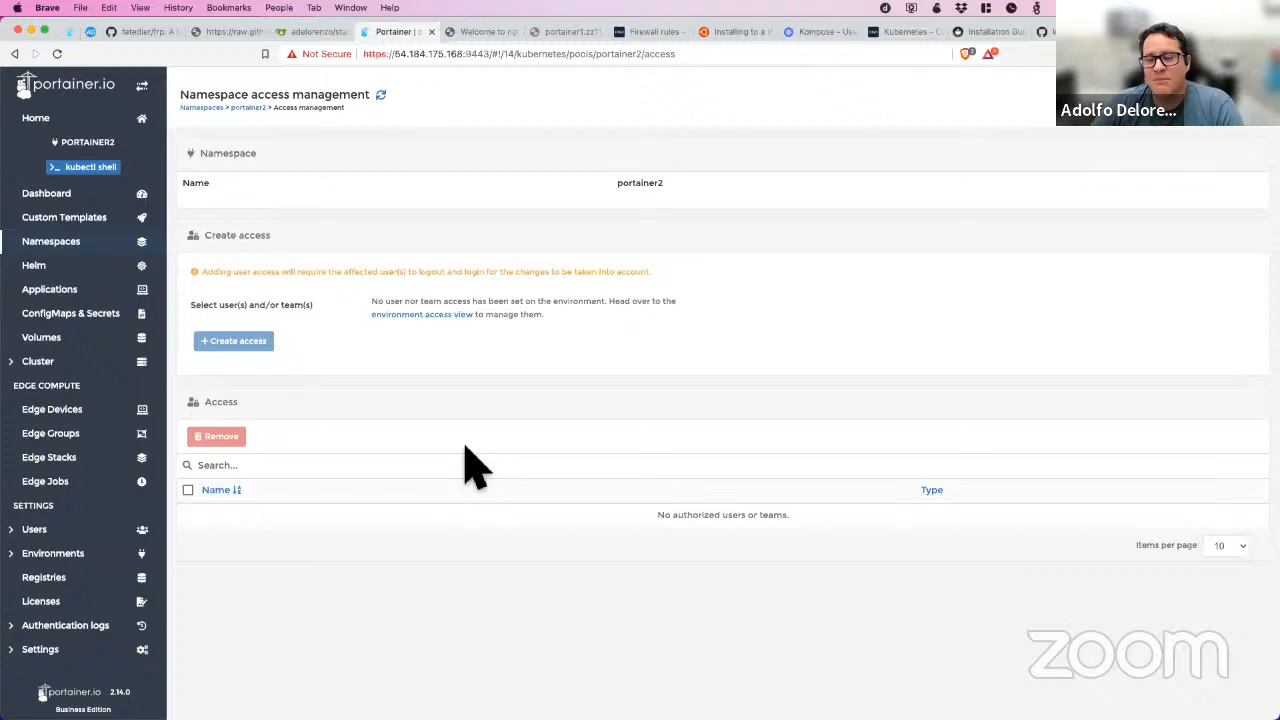 Brave File Edit View History Bookmarks People Tab Window Help
fatedier/frp: A https://raw.gith adelorenzo/sta Portainer | p Welcome to ngi portainer1.zz11 Firewall rules - Installing to a i Kompose - Kuber Kubernetes - C Installation Gui
Not Secure https://54.184.175.168:9443/#!/14/kubernetes/pools/portainer2/access
portainer.io
Home
PORTAINER2
kubectl shell
Dashboard
Custom Templates
Namespaces
Helm
Applications
ConfigMaps & Secrets
Volumes
Cluster
EDGE COMPUTE
Edge Devices
Edge Groups
Edge Stacks
Edge Jobs
SETTINGS
Users
Environments
Registries
Licenses
Authentication logs
Settings
portainer.io 2.14.0
Business Edition
Namespace access management
Namespaces > portainer2 > Access management
Namespace
Name portainer2
Create access
Adding user access will require the affected user(s) to logout and login for the changes to be taken into account.
Select user(s) and/or team(s) No user nor team access has been set on the environment. Head over to the
environment access view to manage them.
+ Create access
Access
Remove
Search...
Name Type
No authorized users or teams.
Items per page 10
Adolfo Delore...
zoom